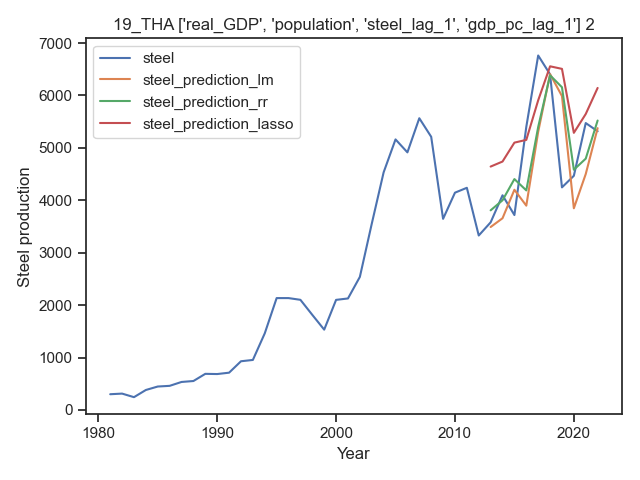 19_THA ['real_GDP', 'population', 'steel_lag_1', 'gdp_pc_lag_1'] 2
steel
steel_prediction_lm
steel_prediction_rr
steel_prediction_lasso
Steel production
7000
6000
5000
4000
3000
2000
1000
0
1980
1990
2000
2010
2020
Year